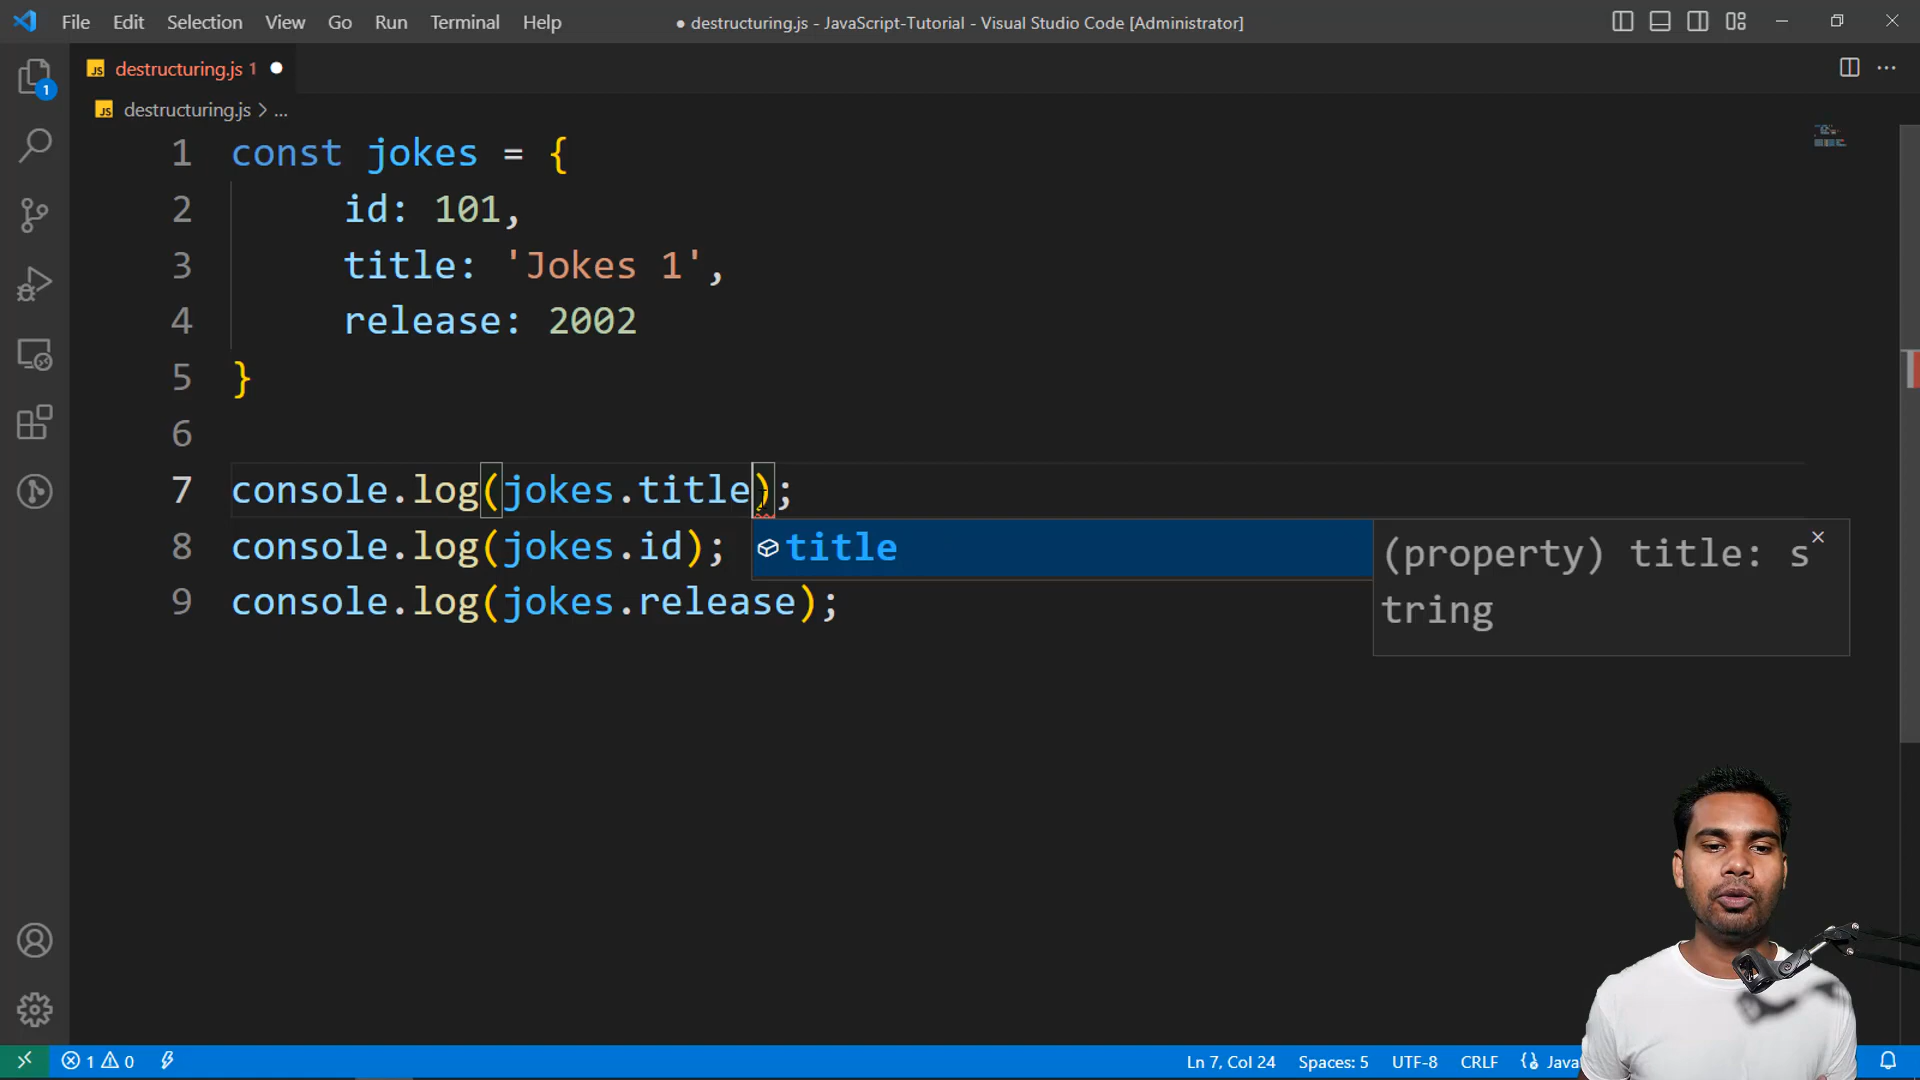 File Edit Selection View Go Run Terminal Help ● destructuring.js - JavaScript-Tutorial - Visual Studio Code [Administrator]
JS destructuring.js 1 ●
1
JS destructuring.js > ...
1 const jokes = {
2 id: 101,
3 title: 'Jokes 1',
4 release: 2002
5 }
6
7 console.log(jokes.title);
8 console.log(jokes.id);
9 console.log(jokes.release);
title
(property) title: s
tring
1 0 Ln 7, Col 24 Spaces: 5 UTF-8 CRLF {} Java